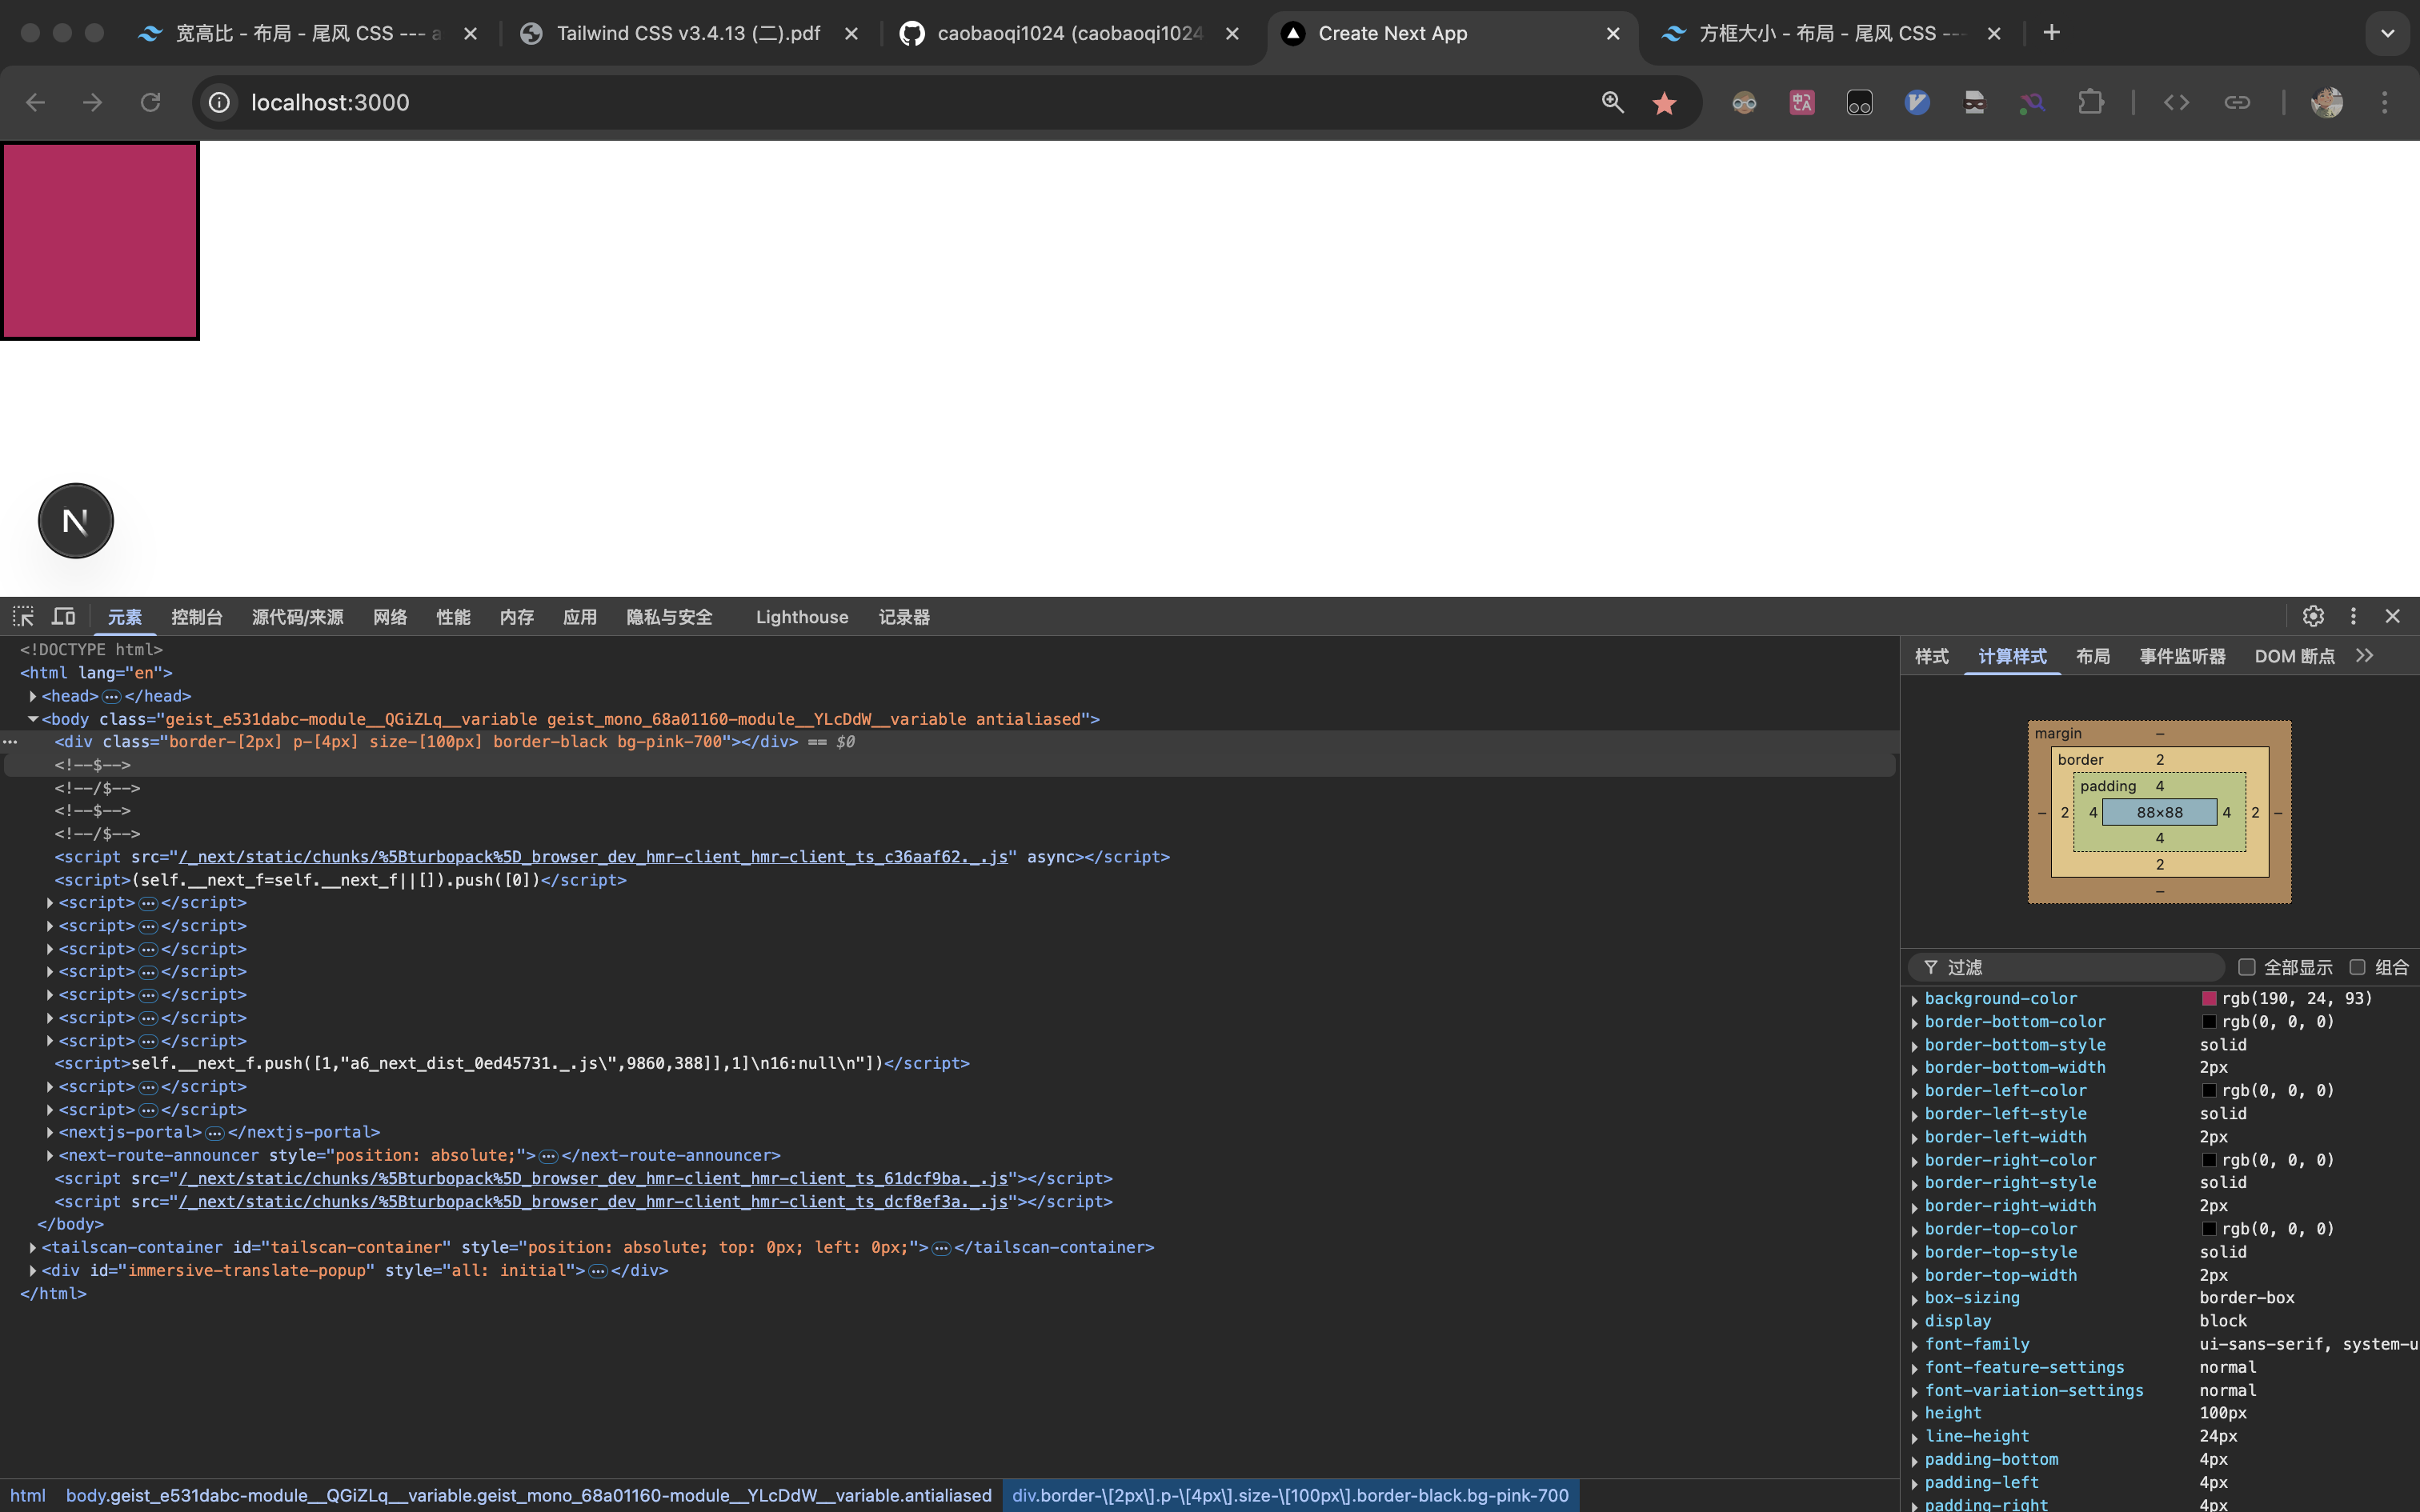 宽高比 - 布局 - 尾风 CSS --- a
Tailwind CSS v3.4.13 (二).pdf
caobaoqi1024 (caobaoqi1024
Create Next App
方框大小 - 布局 - 尾风 CSS ---
localhost:3000
N
元素 控制台 源代码/来源 网络 性能 内存 应用 隐私与安全 Lighthouse 记录器
<!DOCTYPE html>
<html lang="en">
<head>…</head>
<body class="geist_e531dabc-module__QGiZLq__variable geist_mono_68a01160-module__YLcDdW__variable antialiased">
<div class="border-[2px] p-[4px] size-[100px] border-black bg-pink-700"></div> == $0
<!--$-->
<!--/$-->
<!--$-->
<!--/$-->
<script src="/_next/static/chunks/%5Bturbopack%5D_browser_dev_hmr-client_hmr-client_ts_c36aaf62._.js" async></script>
<script>(self.__next_f=self.__next_f||[]).push([0])</script>
<script>…</script>
<script>…</script>
<script>…</script>
<script>…</script>
<script>…</script>
<script>…</script>
<script>…</script>
<script>self.__next_f.push([1,"a6_next_dist_0ed45731._.js\",9860,388]],1]\n16:null\n"])</script>
<script>…</script>
<script>…</script>
<nextjs-portal>…</nextjs-portal>
<next-route-announcer style="position: absolute;">…</next-route-announcer>
<script src="/_next/static/chunks/%5Bturbopack%5D_browser_dev_hmr-client_hmr-client_ts_61dcf9ba._.js"></script>
<script src="/_next/static/chunks/%5Bturbopack%5D_browser_dev_hmr-client_hmr-client_ts_dcf8ef3a._.js"></script>
</body>
<tailscan-container id="tailscan-container" style="position: absolute; top: 0px; left: 0px;">…</tailscan-container>
<div id="immersive-translate-popup" style="all: initial">…</div>
</html>
html body.geist_e531dabc-module__QGiZLq__variable.geist_mono_68a01160-module__YLcDdW__variable.antialiased div.border-\[2px\].p-\[4px\].size-\[100px\].border-black.bg-pink-700
样式 计算样式 布局 事件监听器 DOM 断点
margin –
border 2
padding 4
– 2 4 88×88 4 2 –
4
2
–
过滤 全部显示 组合
background-color rgb(190, 24, 93)
border-bottom-color rgb(0, 0, 0)
border-bottom-style solid
border-bottom-width 2px
border-left-color rgb(0, 0, 0)
border-left-style solid
border-left-width 2px
border-right-color rgb(0, 0, 0)
border-right-style solid
border-right-width 2px
border-top-color rgb(0, 0, 0)
border-top-style solid
border-top-width 2px
box-sizing border-box
display block
font-family ui-sans-serif, system-u
font-feature-settings normal
font-variation-settings normal
height 100px
line-height 24px
padding-bottom 4px
padding-left 4px
padding-right 4px